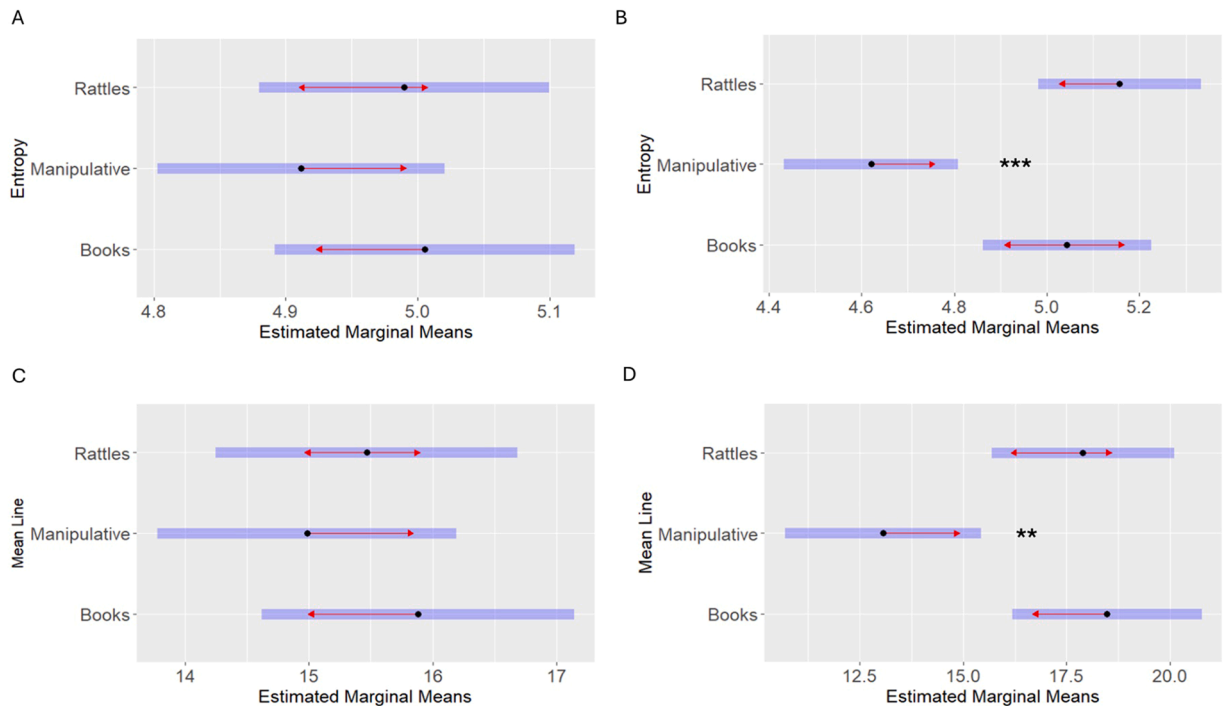 A
Entropy
Rattles
Manipulative
Books
4.8 4.9 5.0 5.1
Estimated Marginal Means
B
Entropy
Rattles
Manipulative
***
Books
4.4 4.6 4.8 5.0 5.2
Estimated Marginal Means
C
Mean Line
Rattles
Manipulative
Books
14 15 16 17
Estimated Marginal Means
D
Mean Line
Rattles
Manipulative
**
Books
12.5 15.0 17.5 20.0
Estimated Marginal Means